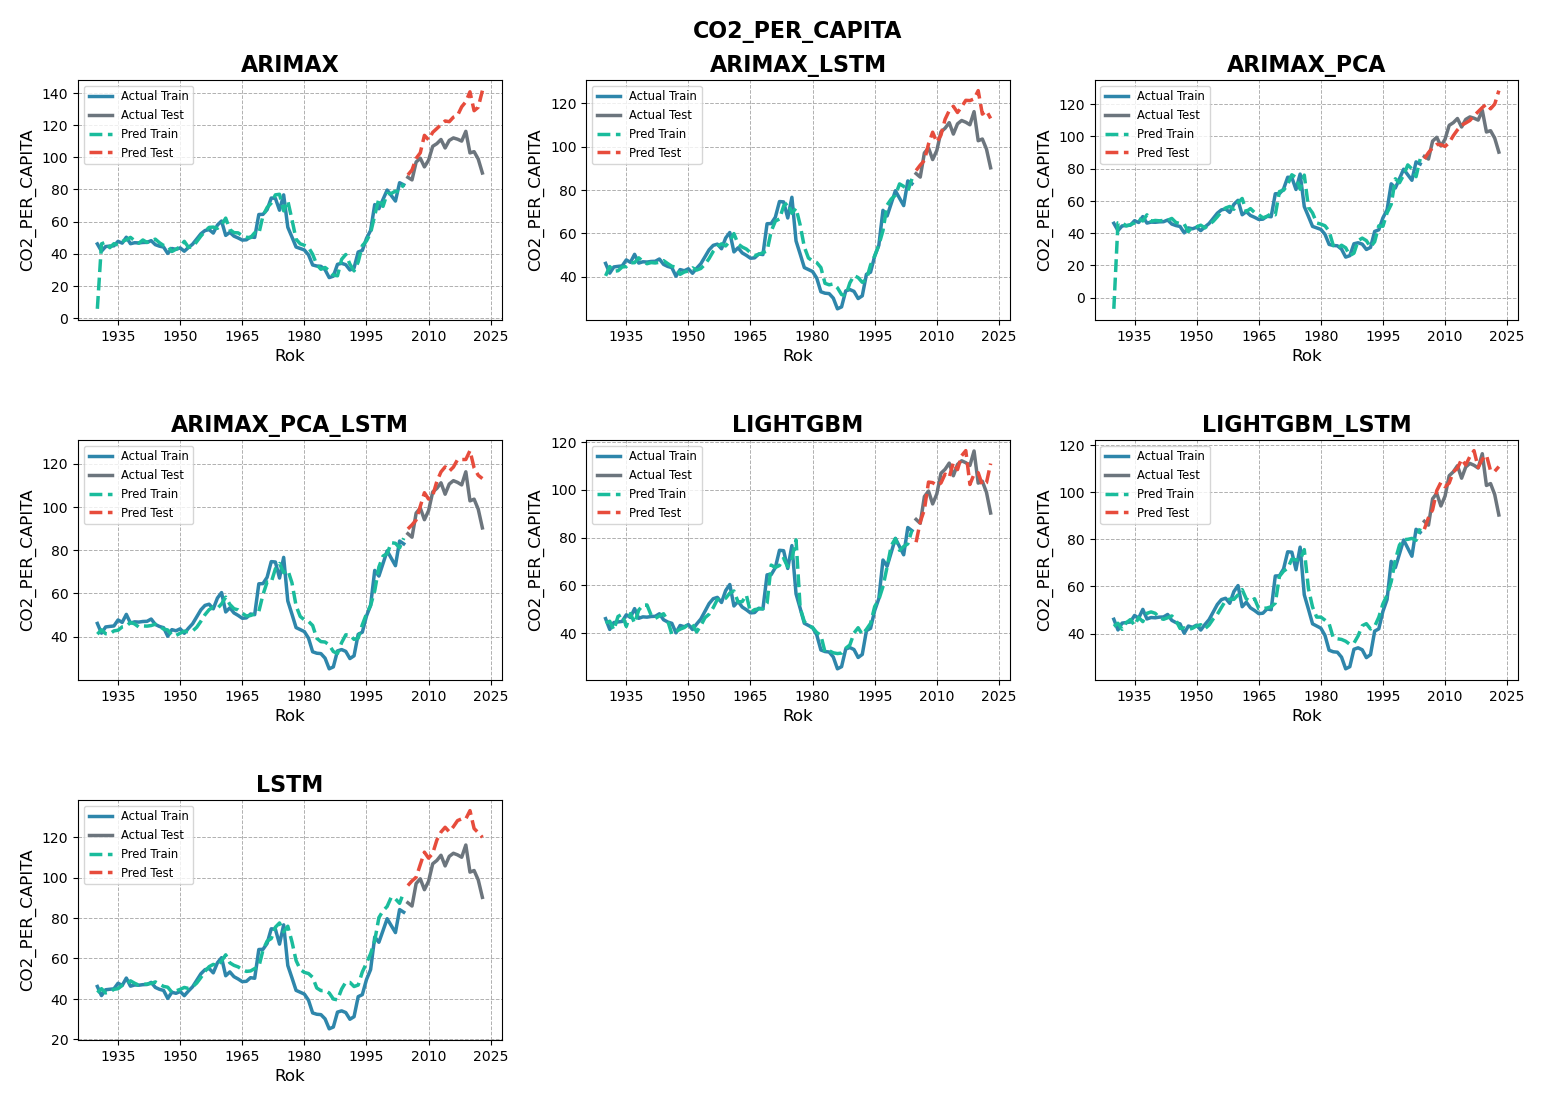 CO2_PER_CAPITA
ARIMAX
CO2_PER_CAPITA
140
120
100
80
60
40
20
0
Actual Train
Actual Test
Pred Train
Pred Test
1935 1950 1965 1980 1995 2010 2025
Rok
ARIMAX_LSTM
CO2_PER_CAPITA
120
100
80
60
40
Actual Train
Actual Test
Pred Train
Pred Test
1935 1950 1965 1980 1995 2010 2025
Rok
ARIMAX_PCA
CO2_PER_CAPITA
120
100
80
60
40
20
0
Actual Train
Actual Test
Pred Train
Pred Test
1935 1950 1965 1980 1995 2010 2025
Rok
ARIMAX_PCA_LSTM
CO2_PER_CAPITA
120
100
80
60
40
Actual Train
Actual Test
Pred Train
Pred Test
1935 1950 1965 1980 1995 2010 2025
Rok
LIGHTGBM
CO2_PER_CAPITA
120
100
80
60
40
Actual Train
Actual Test
Pred Train
Pred Test
1935 1950 1965 1980 1995 2010 2025
Rok
LIGHTGBM_LSTM
CO2_PER_CAPITA
120
100
80
60
40
Actual Train
Actual Test
Pred Train
Pred Test
1935 1950 1965 1980 1995 2010 2025
Rok
LSTM
CO2_PER_CAPITA
120
100
80
60
40
20
Actual Train
Actual Test
Pred Train
Pred Test
1935 1950 1965 1980 1995 2010 2025
Rok